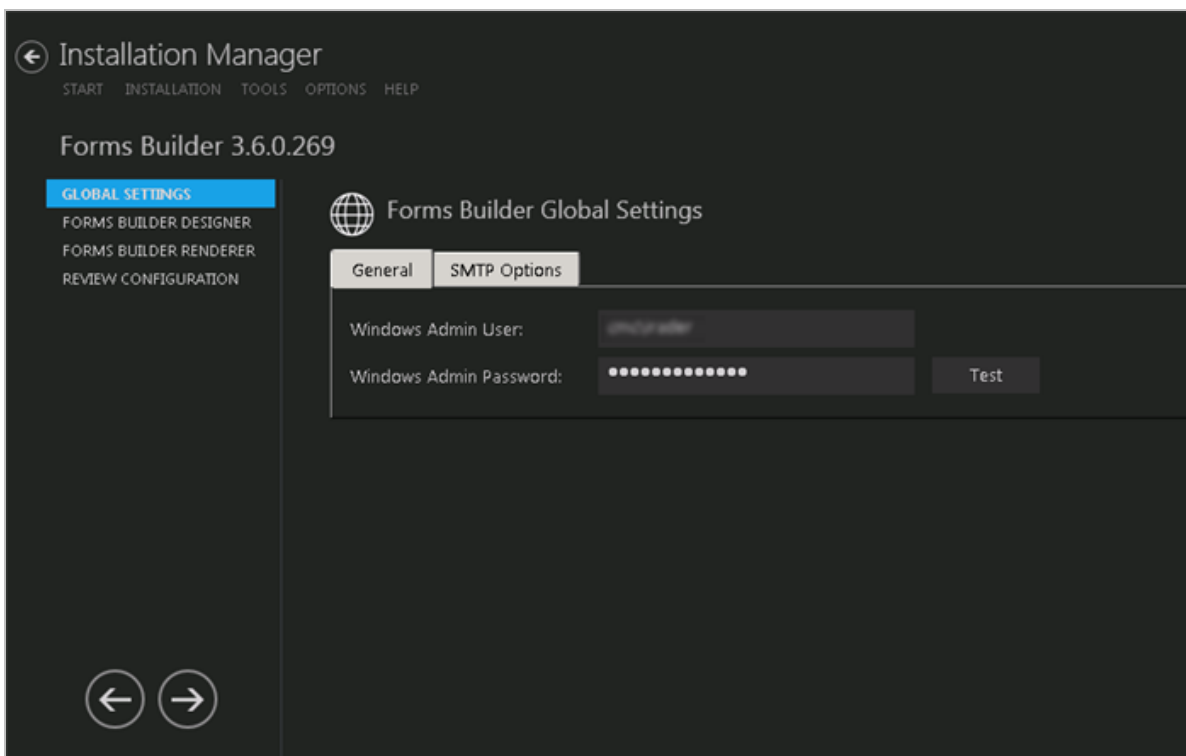 Installation Manager
START INSTALLATION TOOLS OPTIONS HELP
Forms Builder 3.6.0.269
GLOBAL SETTINGS
FORMS BUILDER DESIGNER
FORMS BUILDER RENDERER
REVIEW CONFIGURATION
Forms Builder Global Settings
General SMTP Options
Windows Admin User:
Windows Admin Password: ●●●●●●●●●●●●● Test